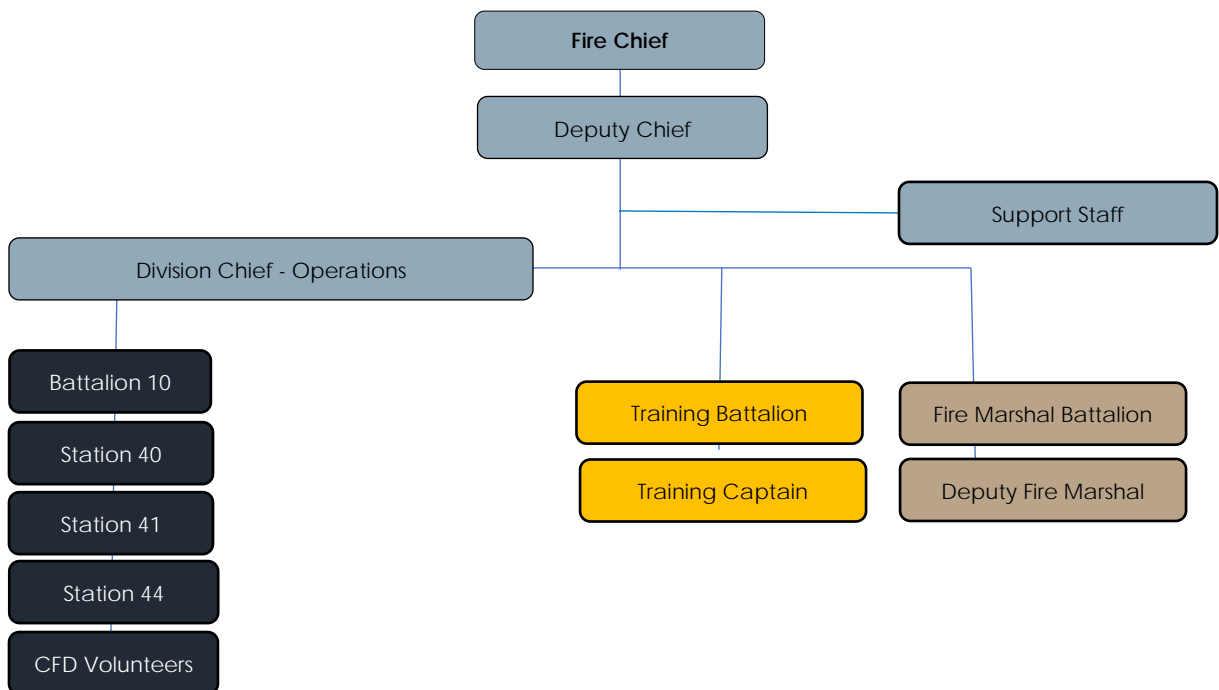 Fire Chief
Deputy Chief
Support Staff
Division Chief - Operations
Battalion 10
Station 40
Station 41
Station 44
CFD Volunteers
Training Battalion
Training Captain
Fire Marshal Battalion
Deputy Fire Marshal